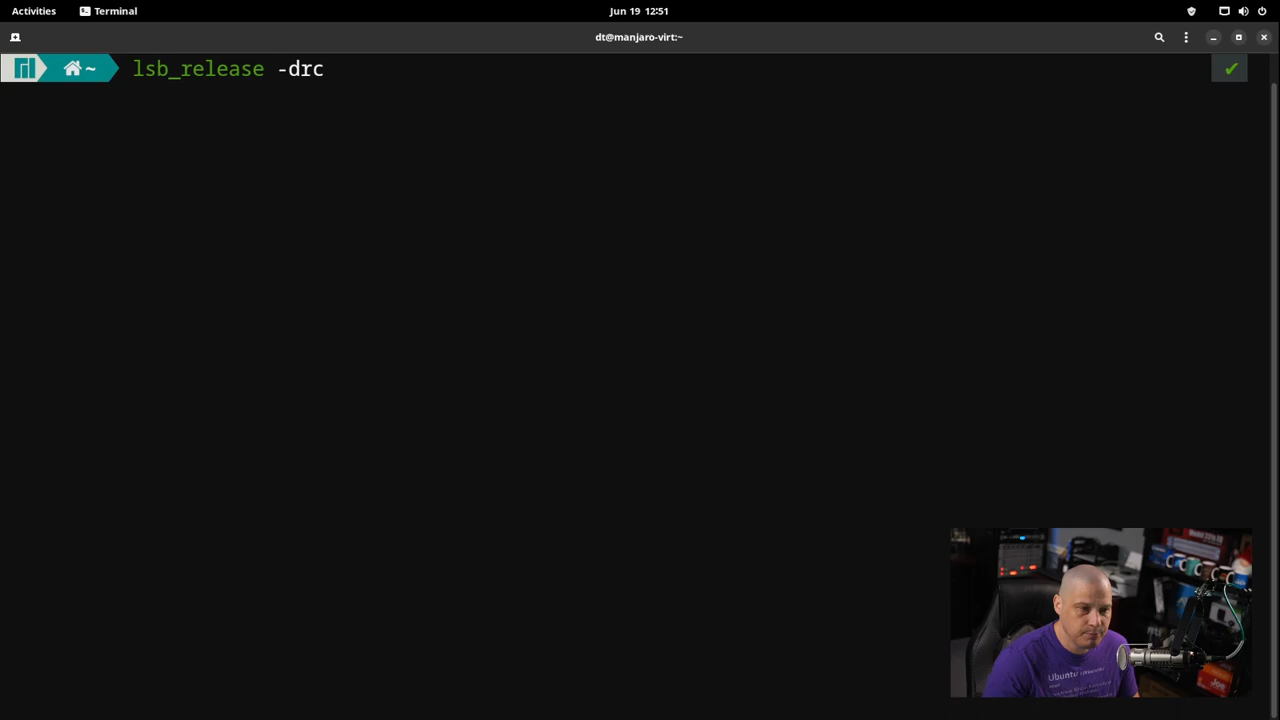 Activities
Terminal
Jun 19 12:51
dt@manjaro-virt:~
~ lsb_release -drc
Ubuntu